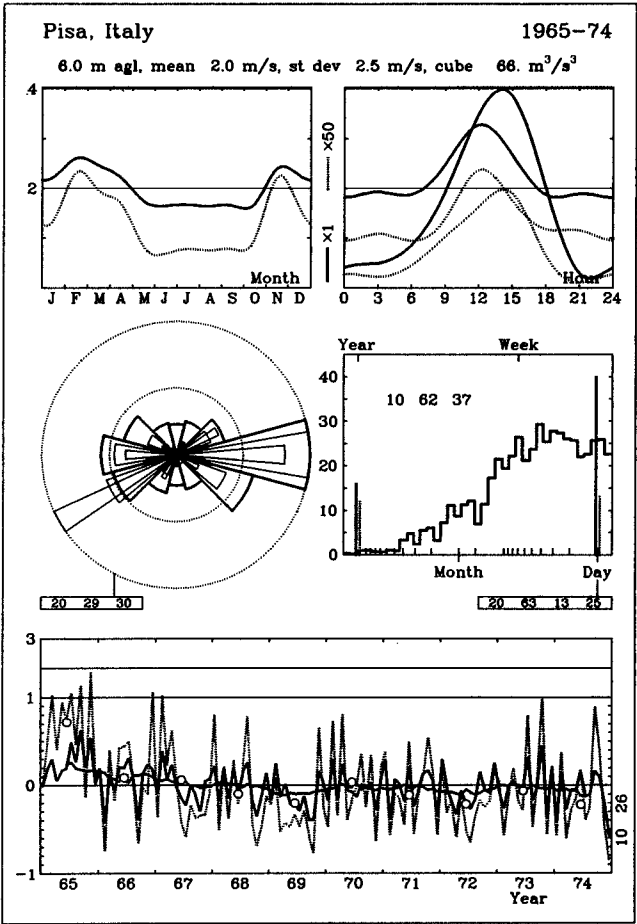 Pisa, Italy 1965-74
6.0 m agl, mean 2.0 m/s, st dev 2.5 m/s, cube 66. m³/s³
4
2
Month
J F M A M J J A S O N D
×1 ×50
Hour
0 3 6 9 12 15 18 21 24
Year Week
40
30
20
10
0
10 62 37
Month Day
20 29 30
20 63 13 25
3
1
0
-1
65 66 67 68 69 70 71 72 73 74
Year
10 26